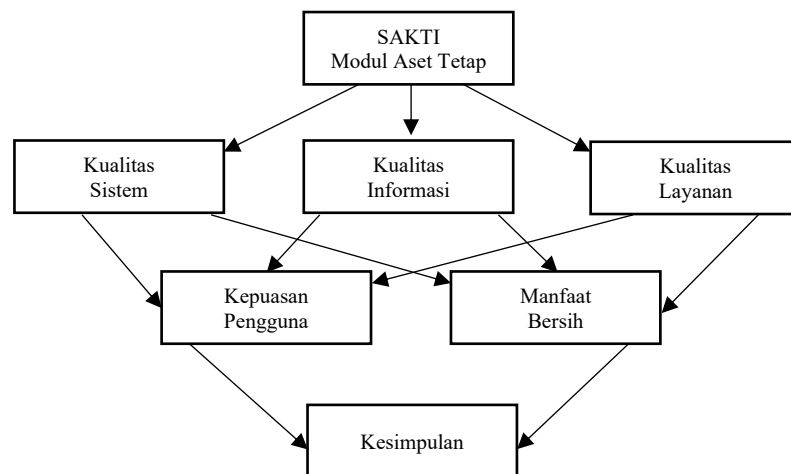 SAKTI
Modul Aset Tetap
Kualitas
Sistem
Kualitas
Informasi
Kualitas
Layanan
Kepuasan
Pengguna
Manfaat
Bersih
Kesimpulan